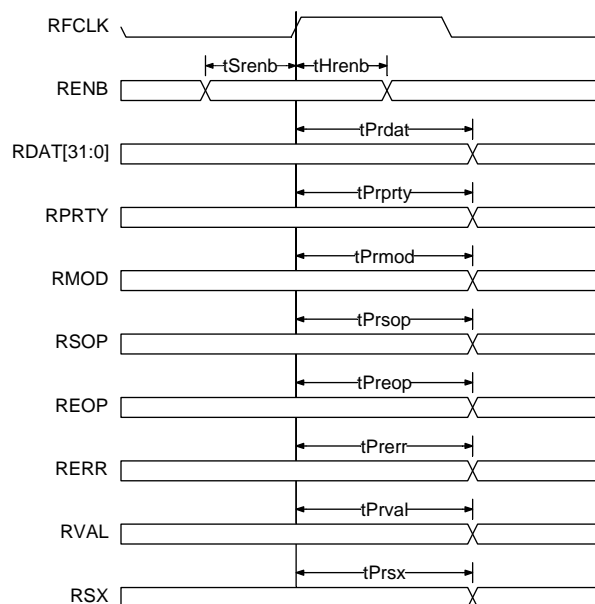 RFCLK
tSrenb tHrenb
RENB
tPrdat
RDAT[31:0]
tPrprty
RPRTY
tPrmod
RMOD
tPrsop
RSOP
tPreop
REOP
tPrerr
RERR
tPrval
RVAL
tPrsx
RSX